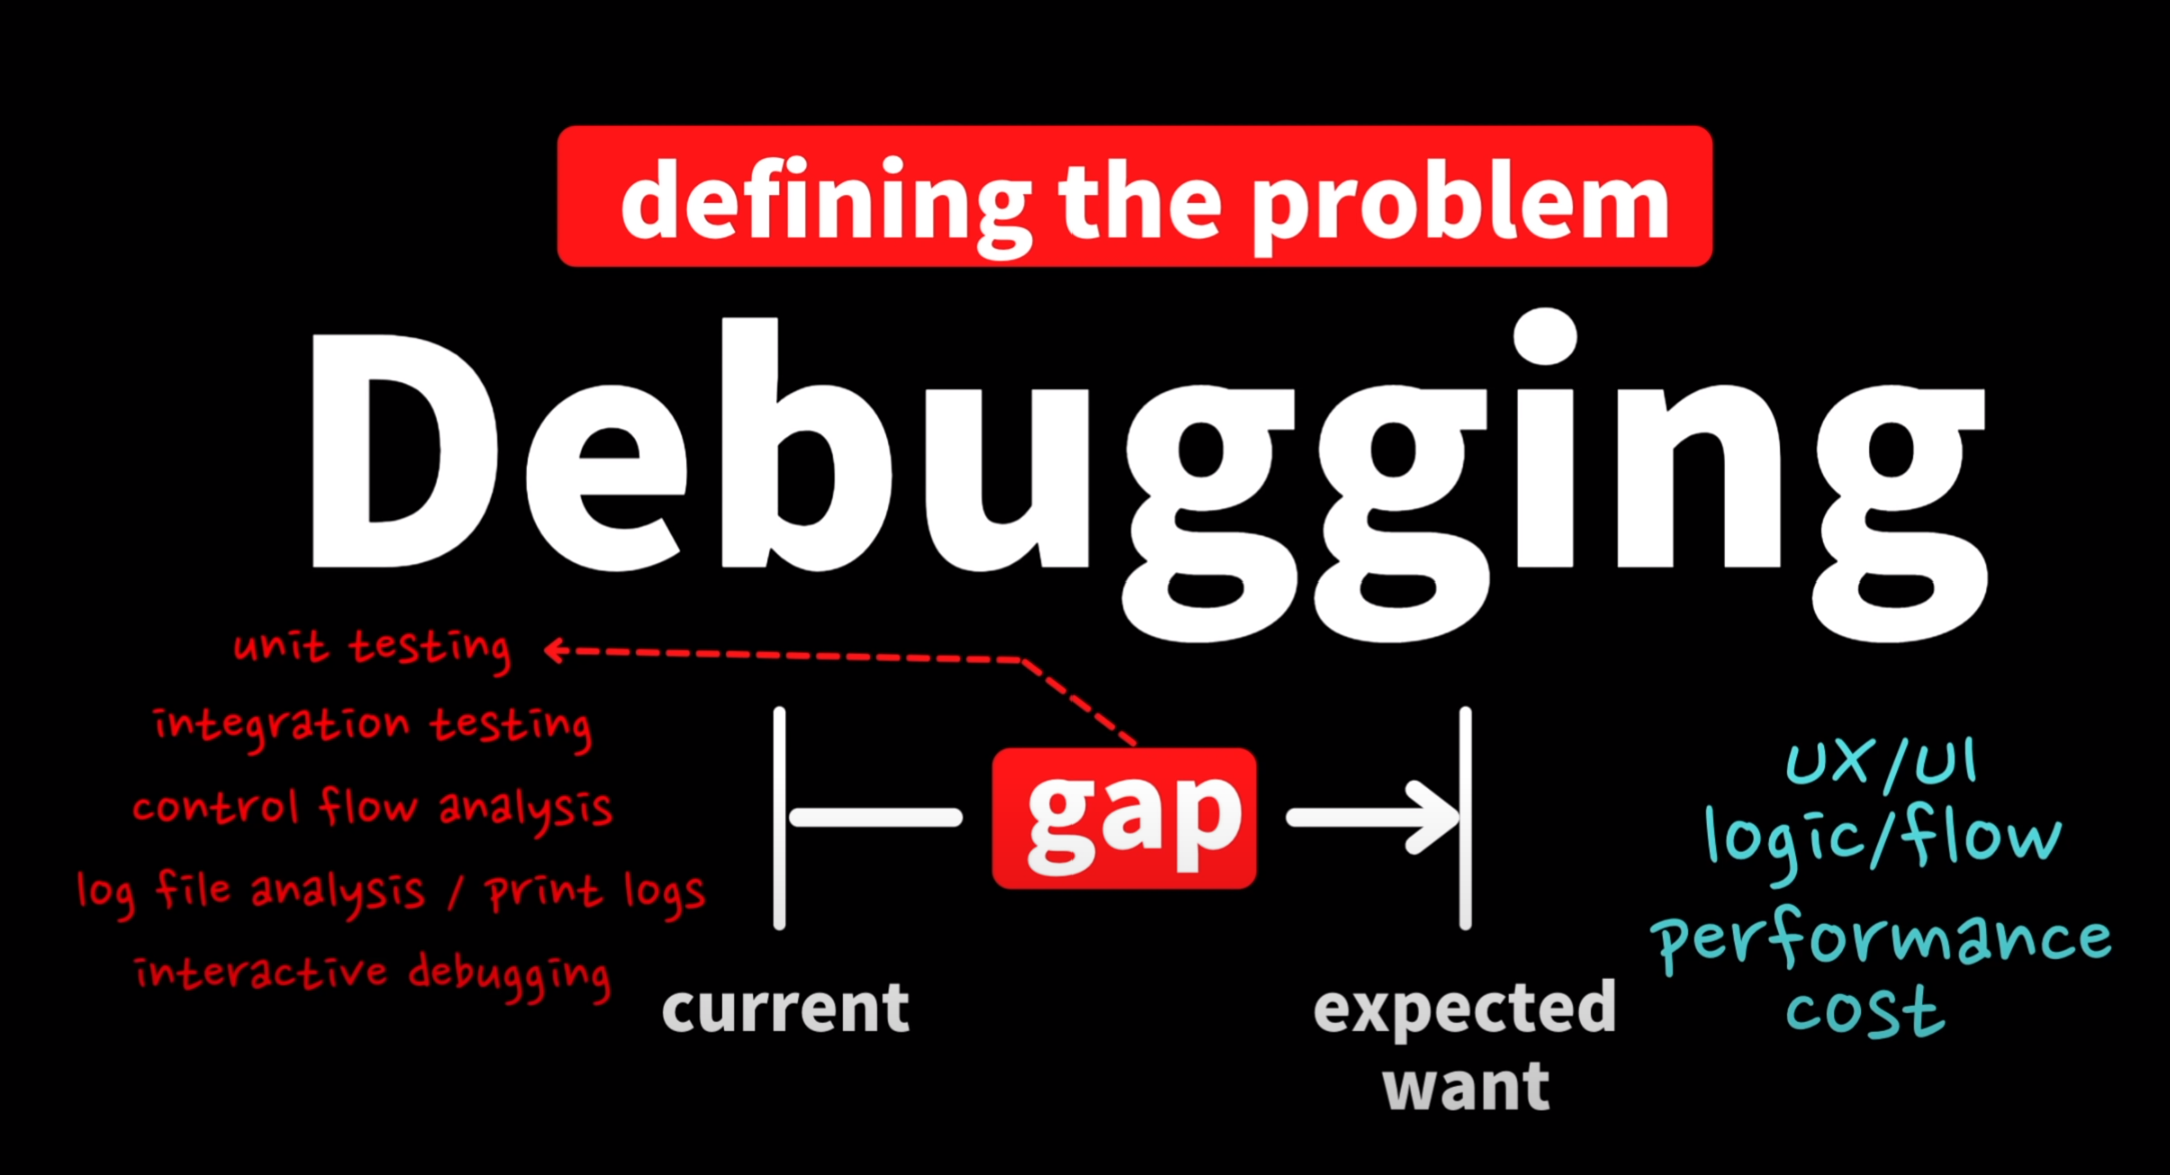 defining the problem
Debugging
unit testing
integration testing
control flow analysis
log file analysis / print logs
interactive debugging
gap
current
expected
want
UX/UI
logic/flow
performance
cost